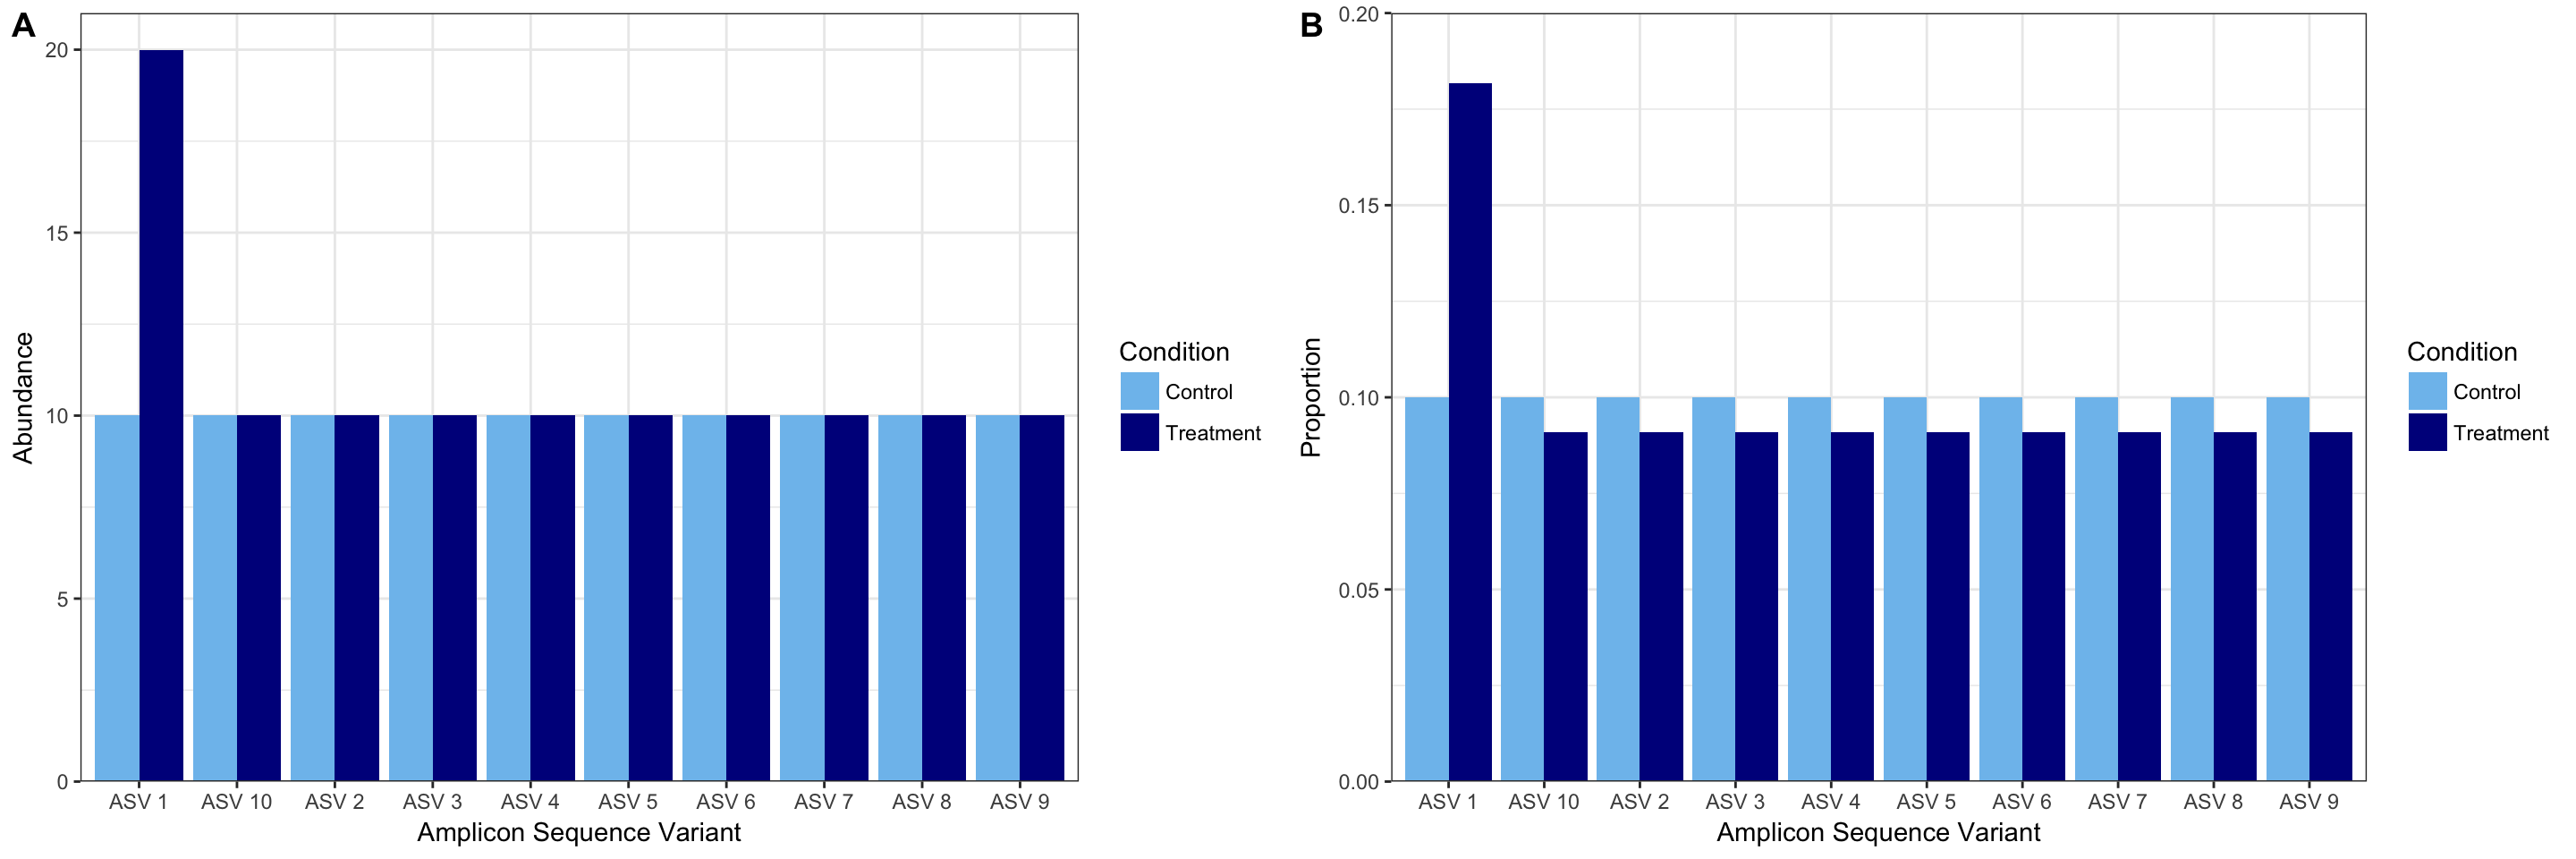 A
Abundance
20
15
10
5
0
ASV 1 ASV 10 ASV 2 ASV 3 ASV 4 ASV 5 ASV 6 ASV 7 ASV 8 ASV 9
Amplicon Sequence Variant
Condition
Control
Treatment
B
Proportion
0.20
0.15
0.10
0.05
0.00
ASV 1 ASV 10 ASV 2 ASV 3 ASV 4 ASV 5 ASV 6 ASV 7 ASV 8 ASV 9
Amplicon Sequence Variant
Condition
Control
Treatment